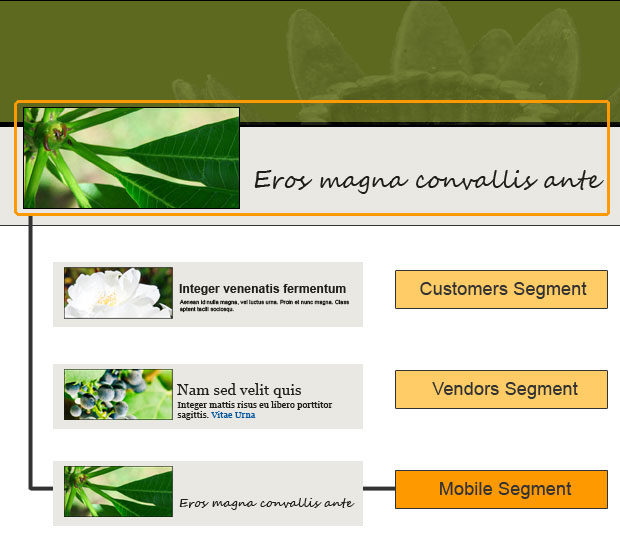 Eros magna convallis ante
Integer venenatis fermentum
Aenean id nulla magna, vel luctus urna. Proin et nunc magna. Class
aptent taciti sociosqu.
Customers Segment
Nam sed velit quis
Integer mattis risus eu libero porttitor
sagittis. Vitae Urna
Vendors Segment
Eros magna convallis ante
Mobile Segment